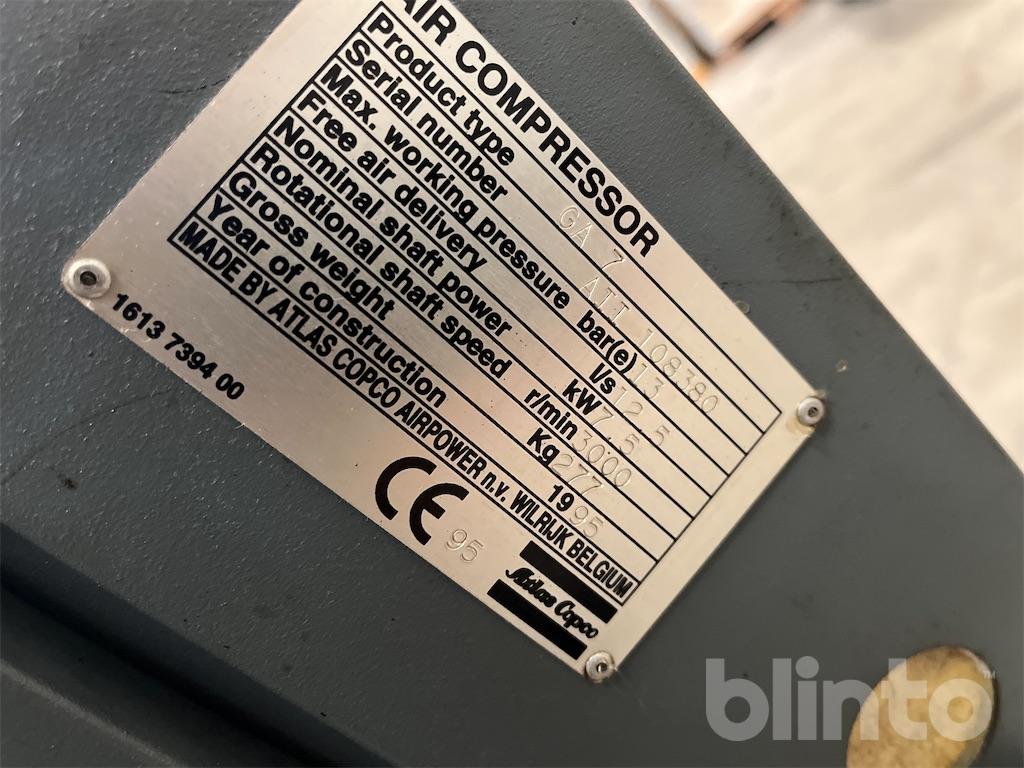 AIR COMPRESSOR
Product type GA 7
Serial number AII 108380
Max. working pressure bar(e) 13
Free air delivery l/s 12.5
Nominal shaft power kW 7.5
Rotational shaft speed r/min 3000
Gross weight Kg 277
Year of construction 1995
MADE BY ATLAS COPCO AIRPOWER n.v. WILRIJK BELGIUM
1613 7394 00
CE 95
Atlas Copco
blinto™